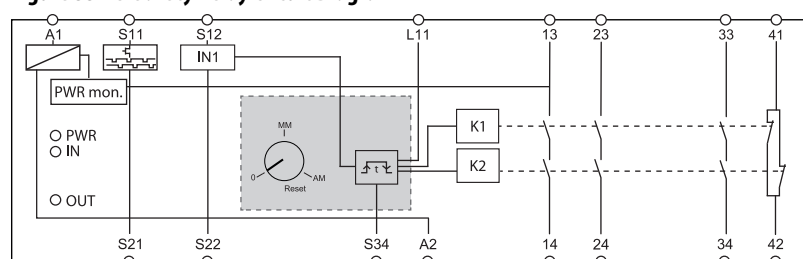 A1 S11 S12 L11 13 23 33 41
IN1
PWR mon.
MM
K1
PWR
IN
t
K2
0
AM
Reset
OUT
S21 S22 S34 A2 14 24 34 42